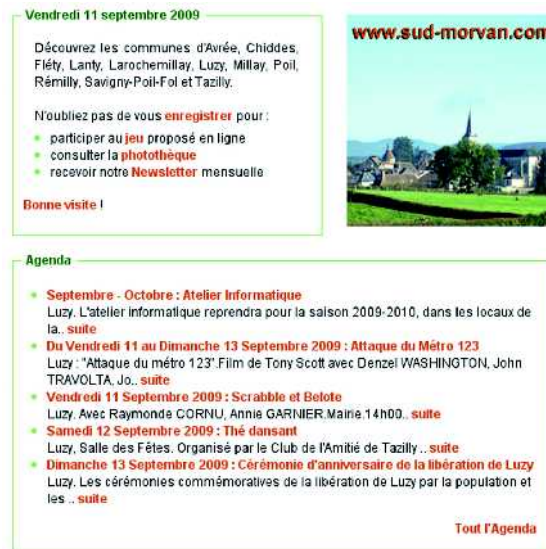 Vendredi 11 septembre 2009
Découvrez les communes d'Avrée, Chiddes,
Fléty, Lanty, Larochemillay, Luzy, Millay, Poil,
Rémilly, Savigny-Poil-Fol et Tazilly.
N'oubliez pas de vous enregistrer pour :
participer au jeu proposé en ligne
consulter la photothèque
recevoir notre Newsletter mensuelle
Bonne visite !
www.sud-morvan.com
Agenda
Septembre - Octobre : Atelier Informatique
Luzy. L'atelier informatique reprendra pour la saison 2009-2010, dans les locaux de
la.. suite
Du Vendredi 11 au Dimanche 13 Septembre 2009 : Attaque du Métro 123
Luzy : "Attaque du métro 123".Film de Tony Scott avec Denzel WASHINGTON, John
TRAVOLTA, Jo.. suite
Vendredi 11 Septembre 2009 : Scrabble et Belote
Luzy. Avec Raymonde CORNU, Annie GARNIER.Mairie.14h00.. suite
Samedi 12 Septembre 2009 : Thé dansant
Luzy, Salle des Fêtes. Organisé par le Club de l'Amitié de Tazilly .. suite
Dimanche 13 Septembre 2009 : Cérémonie d'anniversaire de la libération de Luzy
Luzy. Les cérémonies commémoratives de la libération de Luzy par la population et
les .. suite
Tout l'Agenda